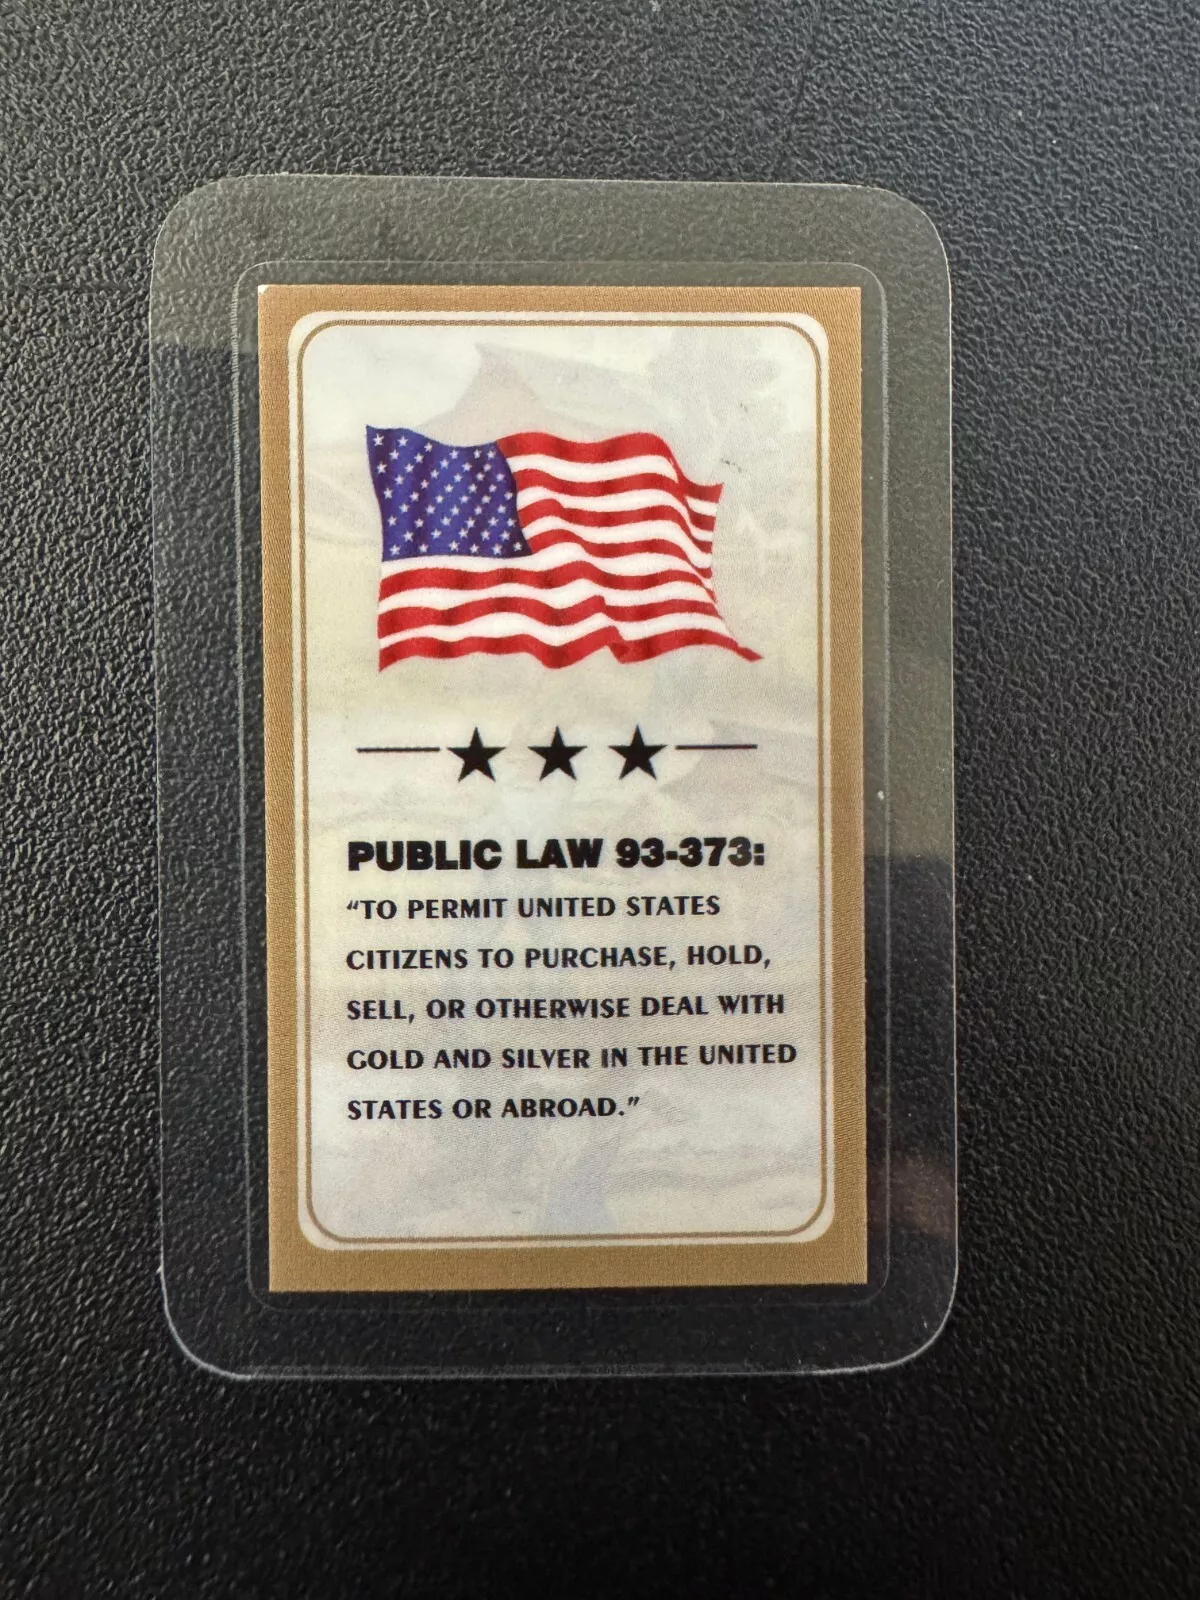 PUBLIC LAW 93-373:
“TO PERMIT UNITED STATES
CITIZENS TO PURCHASE, HOLD,
SELL, OR OTHERWISE DEAL WITH
GOLD AND SILVER IN THE UNITED
STATES OR ABROAD.”